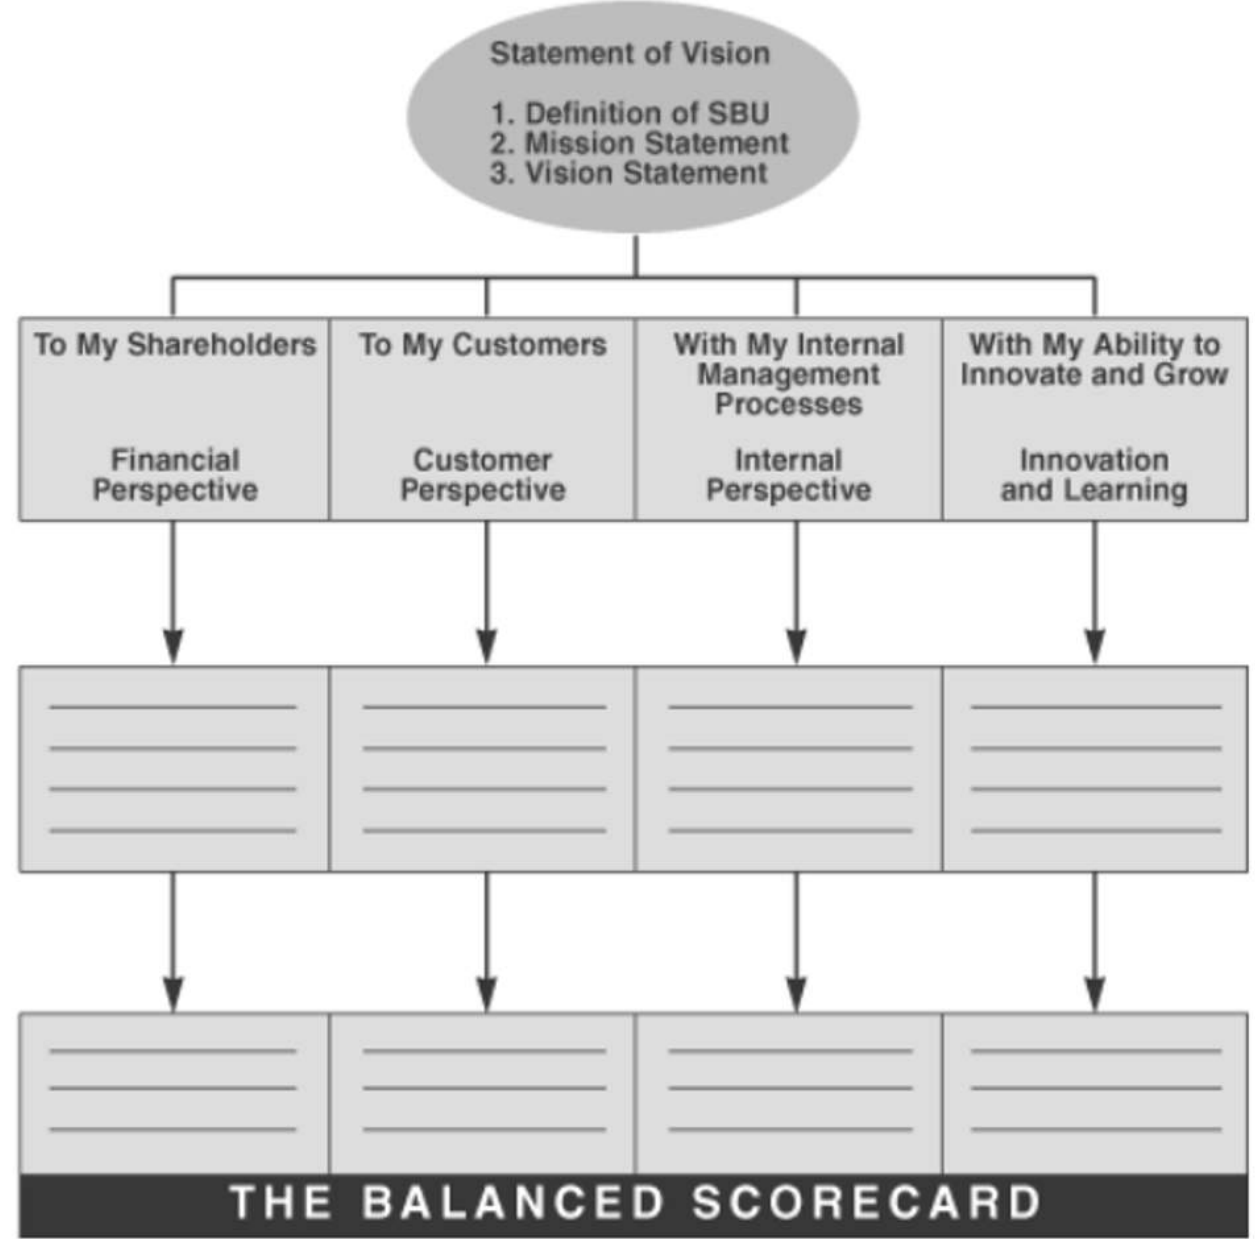 Statement of Vision
1. Definition of SBU
2. Mission Statement
3. Vision Statement
To My Shareholders
Financial
Perspective
To My Customers
Customer
Perspective
With My Internal
Management
Processes
Internal
Perspective
With My Ability to
Innovate and Grow
Innovation
and Learning
THE BALANCED SCORECARD